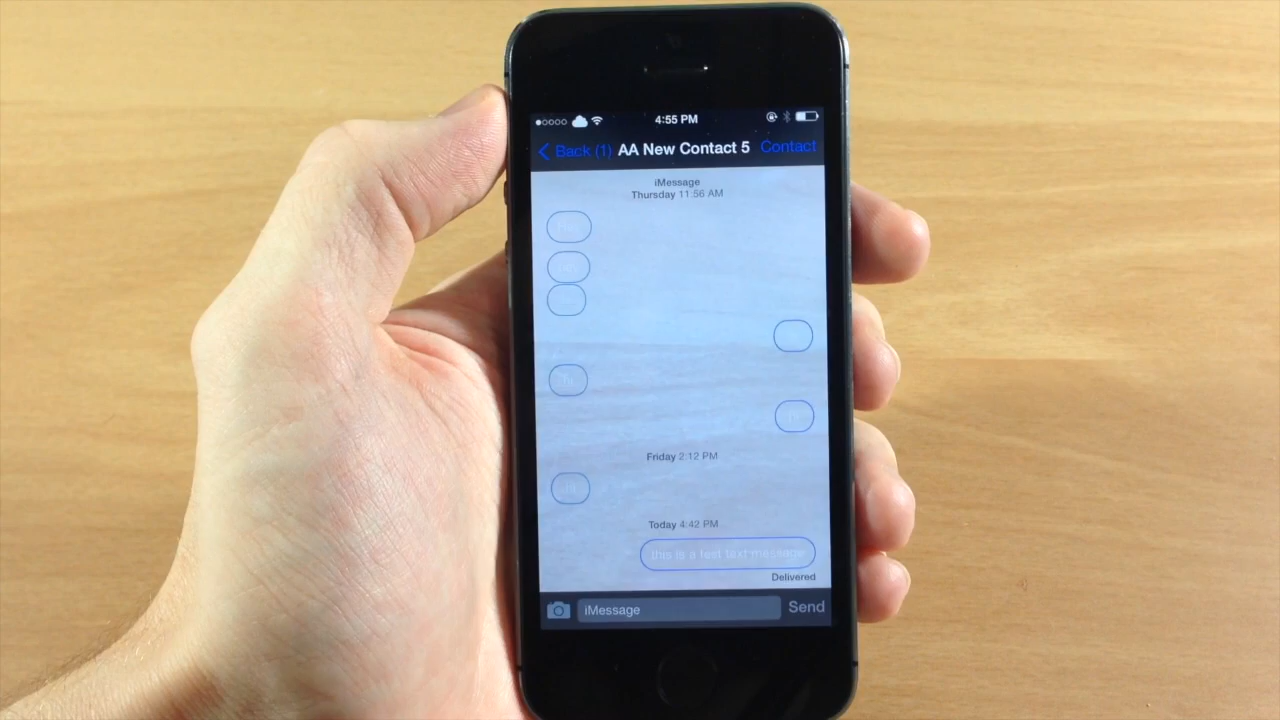 4:55 PM
Back (1) AA New Contact 5 Contact
iMessage
Thursday 11:56 AM
Friday 2:12 PM
Today 4:42 PM
this is a test text message
Delivered
iMessage Send